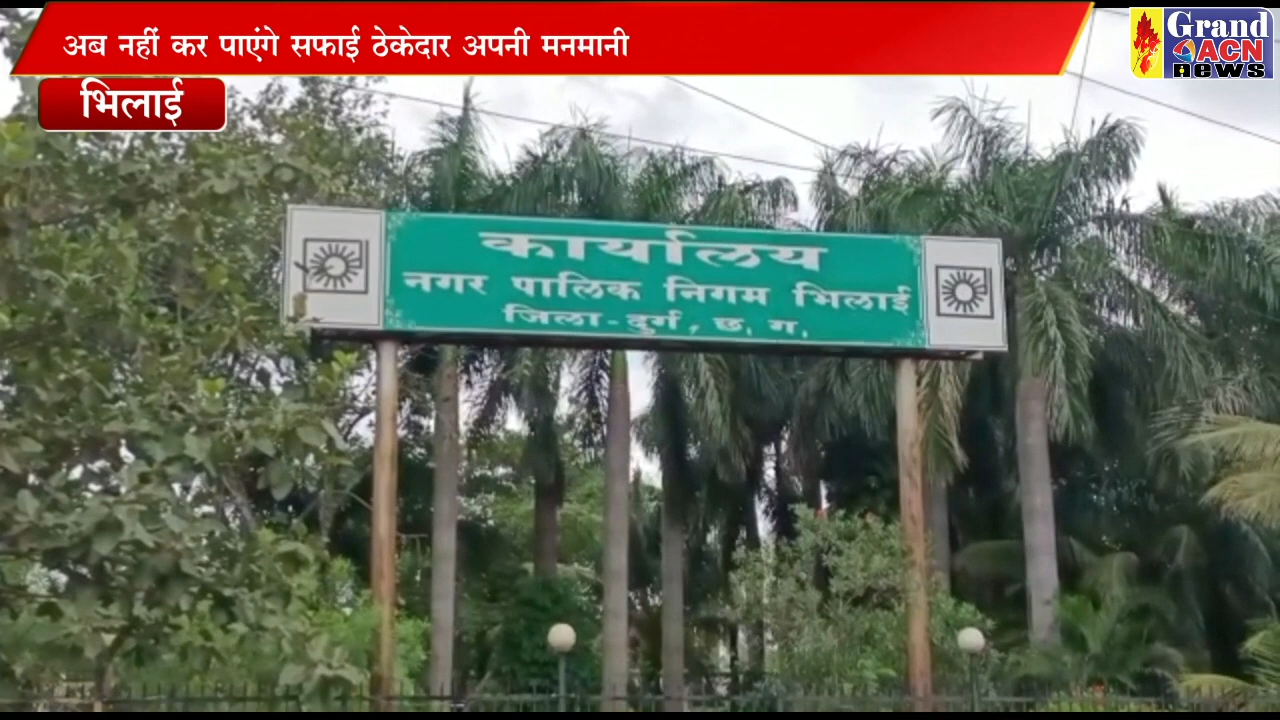 अब नहीं कर पाएंगे सफाई ठेकेदार अपनी मनमानी
Grand
ACN
news
भिलाई
कार्यालय
नगर पालिक निगम भिलाई
जिला - दुर्ग, छ. ग.